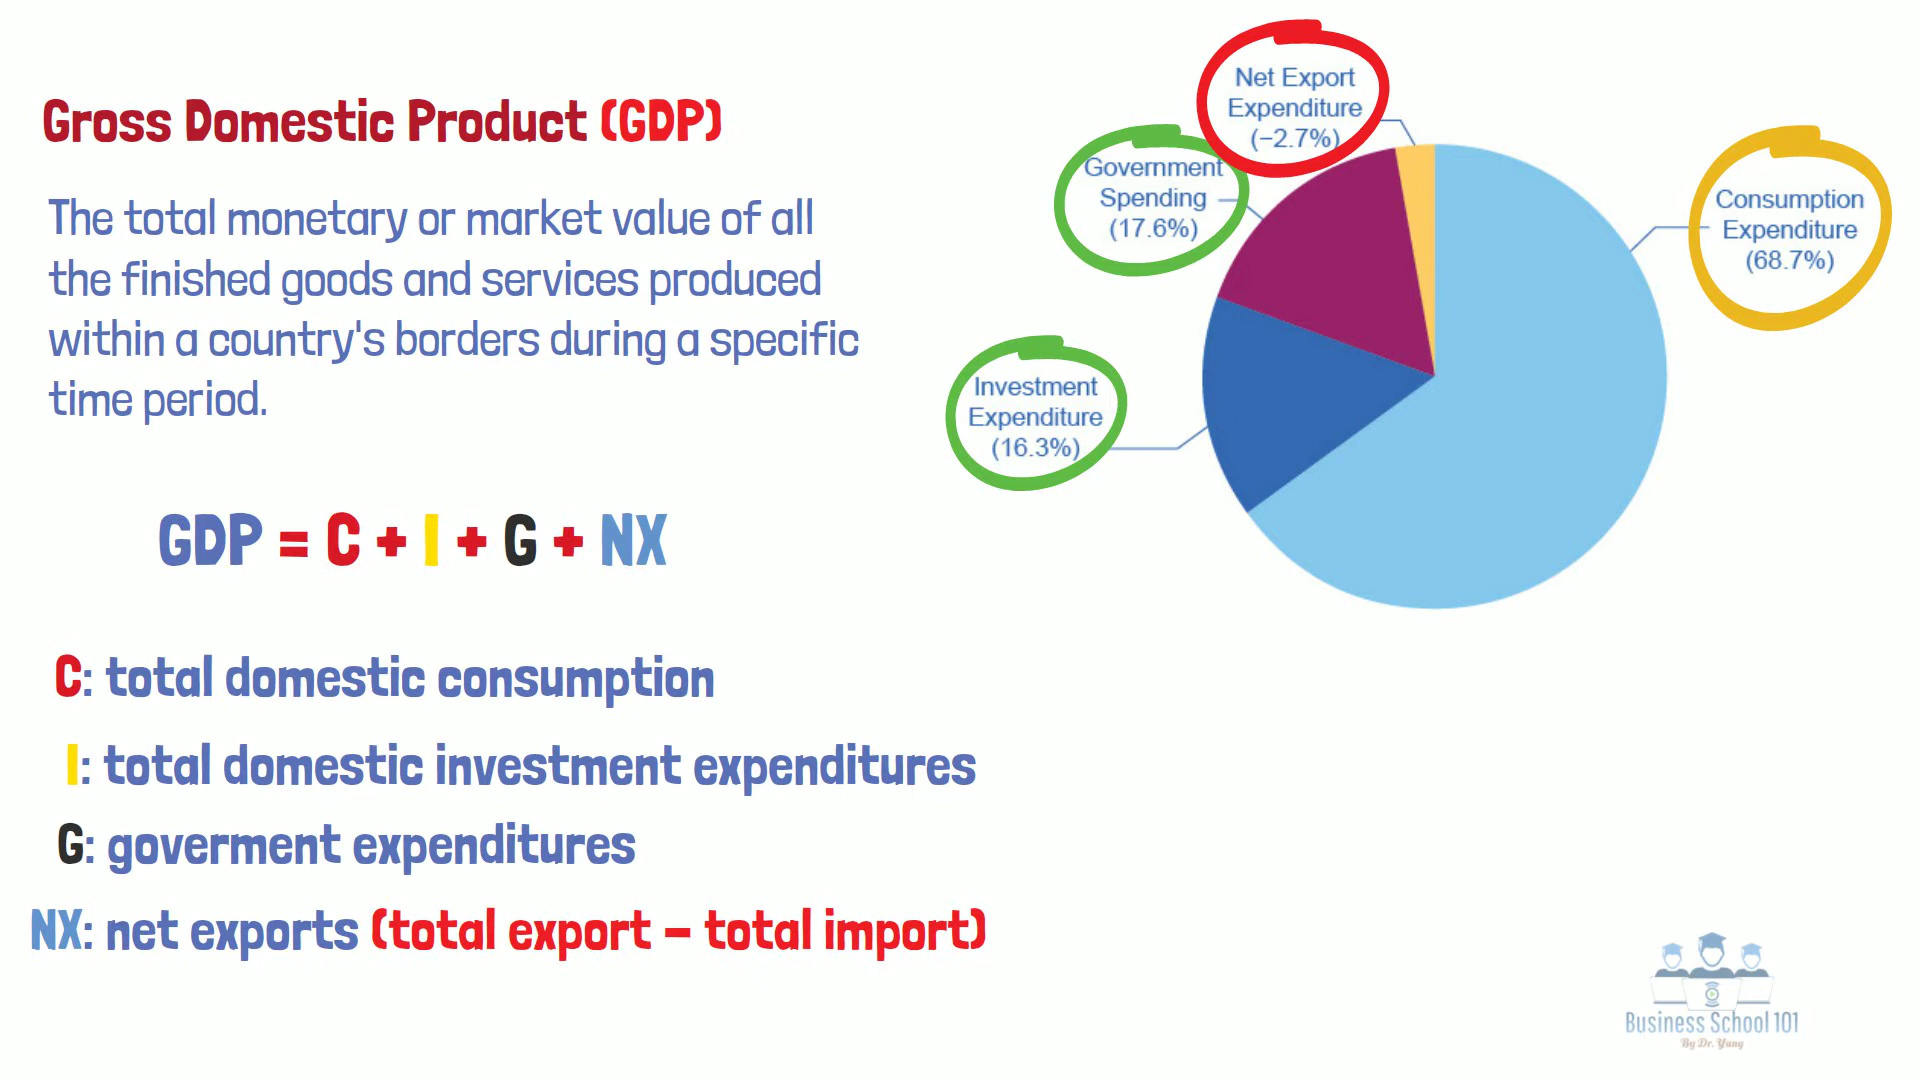 Gross Domestic Product (GDP)
The total monetary or market value of all
the finished goods and services produced
within a country's borders during a specific
time period.
GDP = C + I + G + NX
C: total domestic consumption
I: total domestic investment expenditures
G: goverment expenditures
NX: net exports (total export – total import)
Net Export
Expenditure
(−2.7%)
Government
Spending
(17.6%)
Consumption
Expenditure
(68.7%)
Investment
Expenditure
(16.3%)
Business School 101
By Dr. Yang